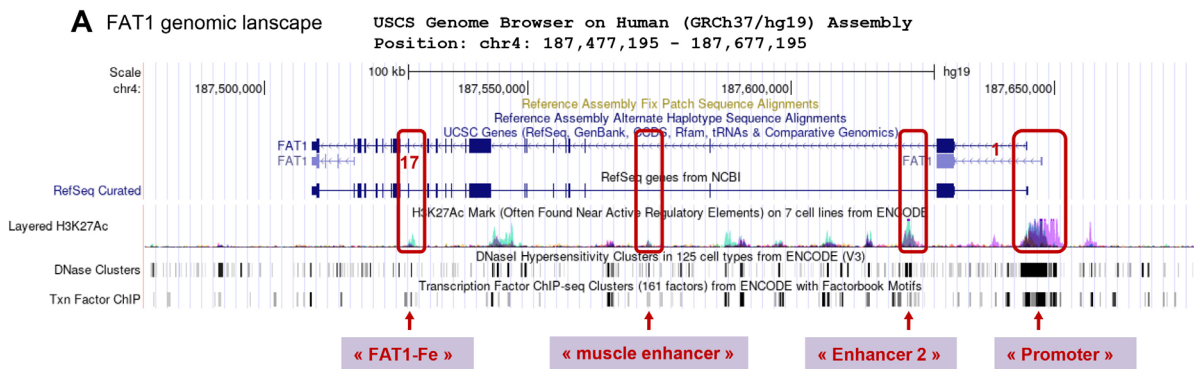 A FAT1 genomic lanscape
USCS Genome Browser on Human (GRCh37/hg19) Assembly
Position: chr4: 187,477,195 - 187,677,195
Scale 100 kb hg19
chr4: 187,500,000 187,550,000 187,600,000 187,650,000
Reference Assembly Fix Patch Sequence Alignments
Reference Assembly Alternate Haplotype Sequence Alignments
UCSC Genes (RefSeq, GenBank, CCDS, Rfam, tRNAs & Comparative Genomics)
FAT1 1
FAT1 17 FAT1
RefSeq genes from NCBI
RefSeq Curated
H3K27Ac Mark (Often Found Near Active Regulatory Elements) on 7 cell lines from ENCODE
Layered H3K27Ac
DNaseI Hypersensitivity Clusters in 125 cell types from ENCODE (V3)
DNase Clusters
Transcription Factor ChIP-seq Clusters (161 factors) from ENCODE with Factorbook Motifs
Txn Factor ChIP
« FAT1-Fe » « muscle enhancer » « Enhancer 2 » « Promoter »